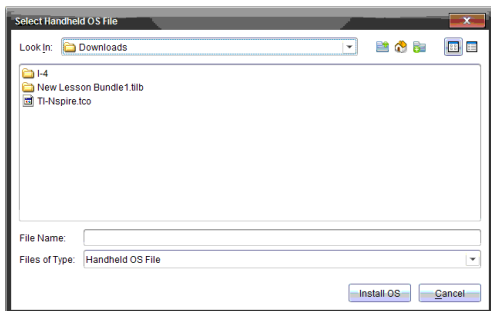 Select Handheld OS File
Look In: Downloads
I-4
New Lesson Bundle1.tilb
TI-Nspire.tco
File Name:
Files of Type: Handheld OS File
Install OS Cancel